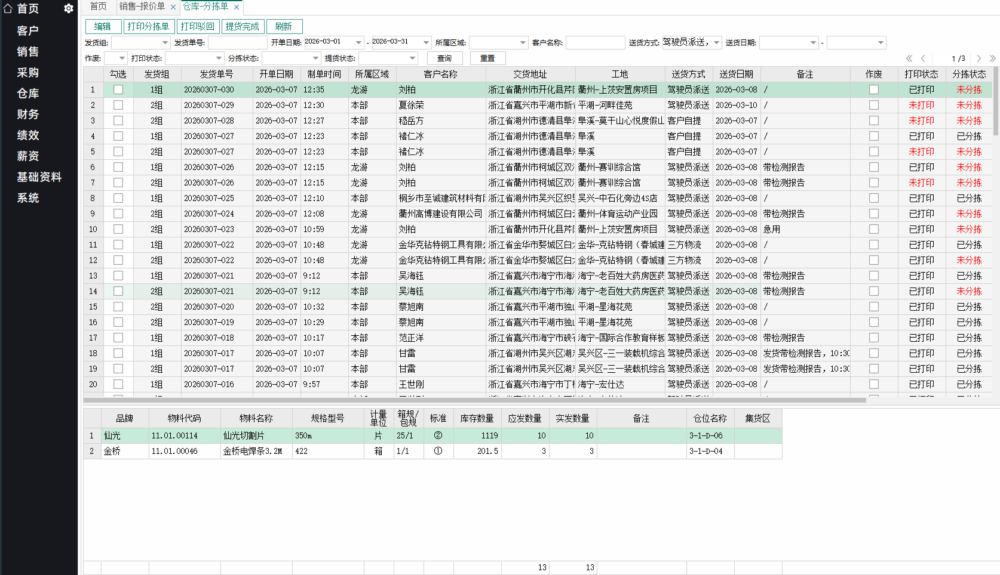 首页
客户
销售
采购
仓库
财务
绩效
薪资
基础资料
系统
首页 销售-报价单 × 仓库-分拣单 ×
编辑 打印分拣单 打印驳回 提货完成 刷新
发货组: 发货单号: 开单日期: 2026-03-01 - 2026-03-31 所属区域: 客户名称: 送货方式: 驾驶员派送, 送货日期: -
作废: 打印状态: 分拣状态: 提货状态: 查询 重置 1 /3
勾选 发货组 发货单号 开单日期 制单时间 所属区域 客户名称 交货地址 工地 送货方式 送货日期 备注 作废 打印状态 分拣状态
1 1组 20260307-030 2026-03-07 12:35 龙游 刘柏 浙江省衢州市开化县芹 衢州-上茨安置房项目 驾驶员派送 2026-03-08 / 已打印 未分拣
2 2组 20260307-029 2026-03-07 12:30 本部 夏徐荣 浙江省嘉兴市平湖市新 平湖-河畔佳苑 驾驶员派送 2026-03-10 / 未打印 未分拣
3 2组 20260307-028 2026-03-07 12:27 本部 嵇岳方 浙江省湖州市德清县阜 阜溪-莫干山心悦度假山 客户自提 2026-03-07 / 未打印 未分拣
4 1组 20260307-027 2026-03-07 12:23 本部 褚仁冰 浙江省湖州市德清县阜 阜溪 客户自提 2026-03-07 / 已打印 已分拣
5 2组 20260307-027 2026-03-07 12:23 本部 褚仁冰 浙江省湖州市德清县阜 阜溪 客户自提 2026-03-07 / 未打印 未分拣
6 1组 20260307-026 2026-03-07 12:15 龙游 刘柏 浙江省衢州市柯城区双 衢州-赛训综合馆 驾驶员派送 2026-03-08 带检测报告 已打印 未分拣
7 2组 20260307-026 2026-03-07 12:15 龙游 刘柏 浙江省衢州市柯城区双 衢州-赛训综合馆 驾驶员派送 2026-03-08 带检测报告 未打印 未分拣
8 1组 20260307-025 2026-03-07 12:10 本部 桐乡市至诚建筑材料有 浙江省湖州市吴兴区织 吴兴-中石化旁边4S店 驾驶员派送 2026-03-08 / 已打印 已分拣
9 2组 20260307-024 2026-03-07 12:08 龙游 衢州高博建设有限公司 浙江省衢州市柯城区白 衢州-体育运动产业园 驾驶员派送 2026-03-08 带检测报告 已打印 未分拣
10 2组 20260307-023 2026-03-07 10:59 龙游 刘柏 浙江省衢州市开化县芹 衢州-上茨安置房项目 驾驶员派送 2026-03-08 急用 已打印 未分拣
11 1组 20260307-022 2026-03-07 10:48 龙游 金华克钻特钢工具有限 浙江省金华市婺城区白 金华-克钻特钢（春城建 三方物流 2026-03-08 / 已打印 已分拣
12 2组 20260307-022 2026-03-07 10:48 龙游 金华克钻特钢工具有限 浙江省金华市婺城区白 金华-克钻特钢（春城建 三方物流 2026-03-08 / 已打印 未分拣
13 1组 20260307-021 2026-03-07 9:12 本部 吴海钰 浙江省嘉兴市海宁市海 海宁-老百姓大药房医药 驾驶员派送 2026-03-08 带检测报告 已打印 已分拣
14 2组 20260307-021 2026-03-07 9:12 本部 吴海钰 浙江省嘉兴市海宁市海 海宁-老百姓大药房医药 驾驶员派送 2026-03-08 带检测报告 已打印 未分拣
15 2组 20260307-020 2026-03-07 10:32 本部 蔡旭南 浙江省嘉兴市平湖市独 平湖-星海花苑 驾驶员派送 2026-03-08 / 已打印 已分拣
16 2组 20260307-019 2026-03-07 10:29 本部 蔡旭南 浙江省嘉兴市平湖市独 平湖-星海花苑 驾驶员派送 2026-03-08 / 已打印 已分拣
17 1组 20260307-018 2026-03-07 10:17 本部 范正洋 浙江省嘉兴市海宁市硖 海宁-国际合作教育样板 驾驶员派送 2026-03-08 带检测报告 已打印 已分拣
18 1组 20260307-017 2026-03-07 10:07 本部 甘雷 浙江省湖州市吴兴区湖 吴兴区-三一装载机综合 驾驶员派送 2026-03-08 发货带检测报告, 10:30 已打印 已分拣
19 2组 20260307-017 2026-03-07 10:07 本部 甘雷 浙江省湖州市吴兴区湖 吴兴区-三一装载机综合 驾驶员派送 2026-03-08 发货带检测报告, 10:30 已打印 已分拣
20 1组 20260307-016 2026-03-07 9:57 本部 王世刚 浙江省嘉兴市海宁市丁 海宁-宏仕达 驾驶员派送 2026-03-08 / 已打印 已分拣
品牌 物料代码 物料名称 规格型号 计量单位 箱规/包规 标准 库存数量 应发数量 实发数量 备注 仓位名称 集货区
1 仙光 11.01.00114 仙光切割片 350m 片 25/1 ② 1119 10 10 3-1-D-06
2 金桥 11.01.00046 金桥电焊条3.2M 422 箱 1/1 ① 201.5 3 3 3-1-D-04
13 13